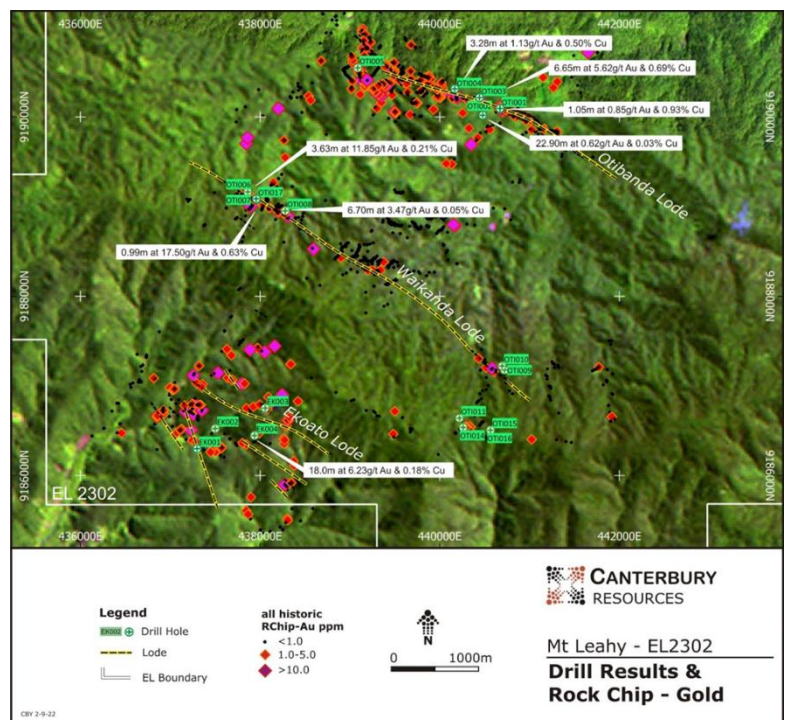 436000E
438000E
440000E
442000E
3.28m at 1.13g/t Au & 0.50% Cu
OTI005
6.65m at 5.62g/t Au & 0.69% Cu
OTI004
OTI003
OTI001
1.05m at 0.85g/t Au & 0.93% Cu
OTI002
9190000N
9190000N
22.90m at 0.62g/t Au & 0.03% Cu
3.63m at 11.85g/t Au & 0.21% Cu
Otibanda Lode
OTI006
OTI007
OTI017
OTI008
6.70m at 3.47g/t Au & 0.05% Cu
0.99m at 17.50g/t Au & 0.63% Cu
Waikanda Lode
9188000N
9188000N
OTI010
OTI009
EK003
OTI011
EK002
Ekoato Lode
OTI015
EK004
OTI014
OTI016
EK001
18.0m at 6.23g/t Au & 0.18% Cu
9186000N
9186000N
EL 2302
436000E
438000E
440000E
442000E
CANTERBURY
RESOURCES
Legend
EK002
Drill Hole
Lode
EL Boundary
all historic
RChip-Au ppm
<1.0
1.0-5.0
>10.0
N
0
1000m
Mt Leahy - EL2302
Drill Results &
Rock Chip - Gold
CBY 2-9-22